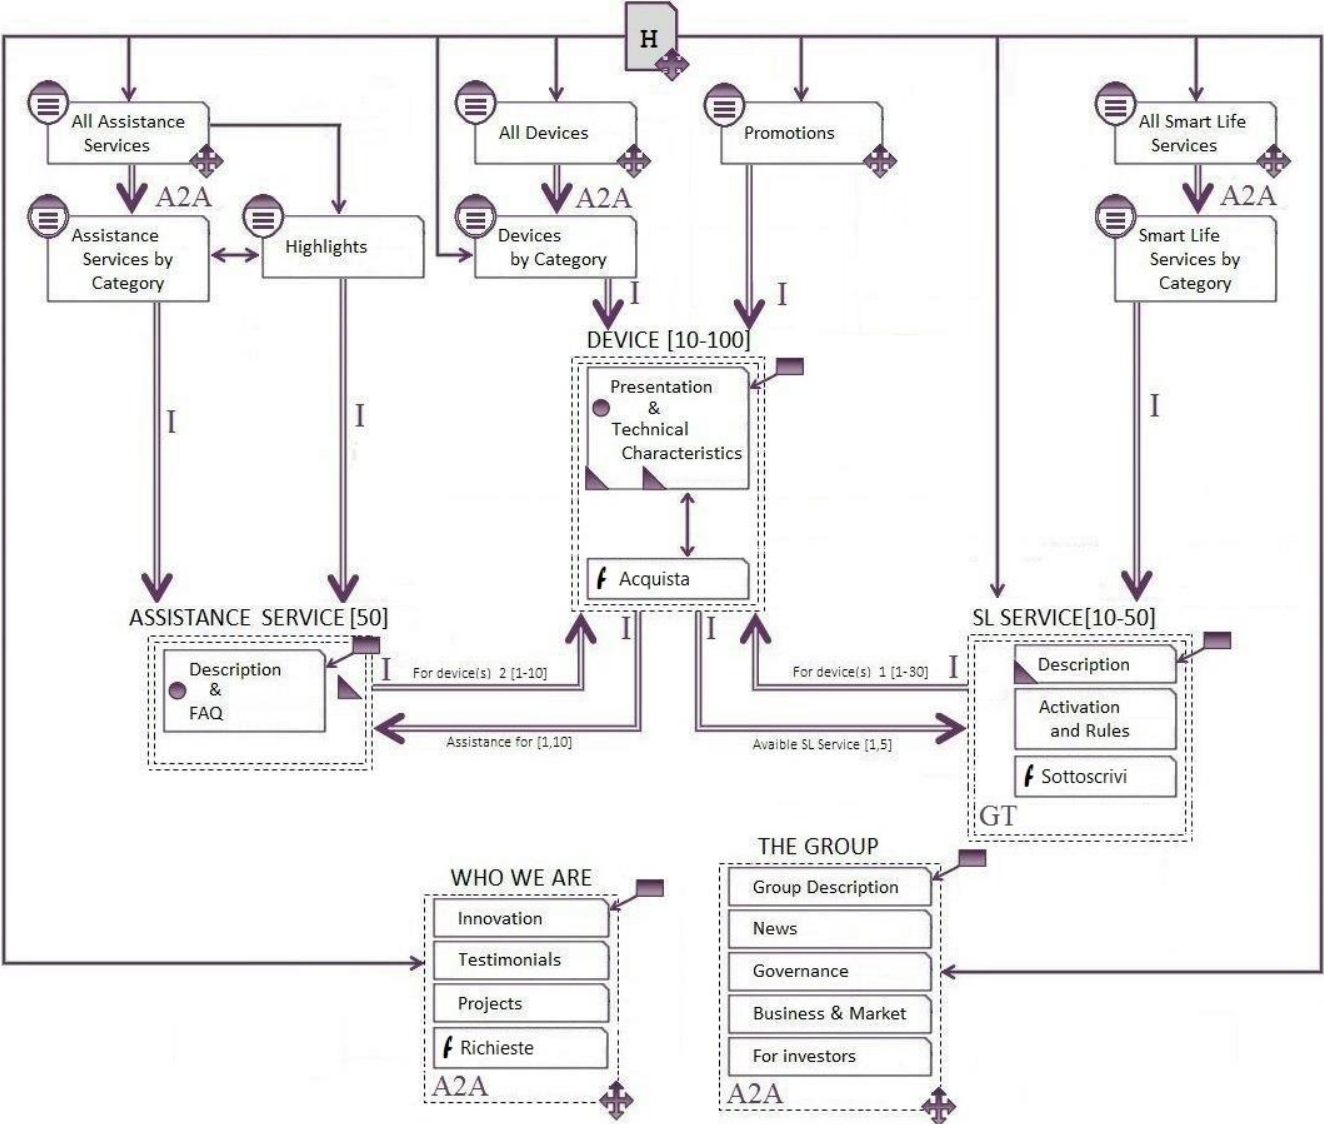 H
All Assistance
Services
All Devices
Promotions
All Smart Life
Services
A2A
A2A
A2A
Assistance
Services by
Category
Highlights
Devices
by Category
Smart Life
Services by
Category
I
I
DEVICE [10-100]
Presentation
&
Technical
Characteristics
I
I
I
Acquista
ASSISTANCE SERVICE [50]
SL SERVICE[10-50]
I
I
Description
&
FAQ
I
For device(s) 2 [1-10]
For device(s) 1 [1-30]
I
Description
Activation
and Rules
Assistance for [1,10]
Avaible SL Service [1,5]
Sottoscrivi
GT
THE GROUP
Group Description
News
Governance
Business & Market
For investors
A2A
WHO WE ARE
Innovation
Testimonials
Projects
Richieste
A2A